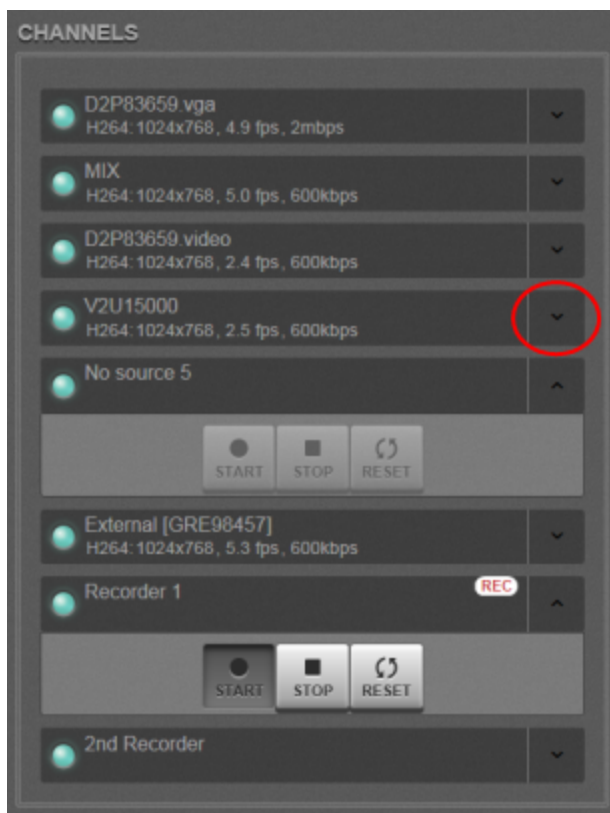 CHANNELS
D2P83659.vga
H264:1024x768, 4.9 fps, 2mbps
MIX
H264:1024x768, 5.0 fps, 600kbps
D2P83659.video
H264:1024x768, 2.4 fps, 600kbps
V2U15000
H264:1024x768, 2.5 fps, 600kbps
No source 5
START STOP RESET
External [GRE98457]
H264:1024x768, 5.3 fps, 600kbps
Recorder 1 REC
START STOP RESET
2nd Recorder